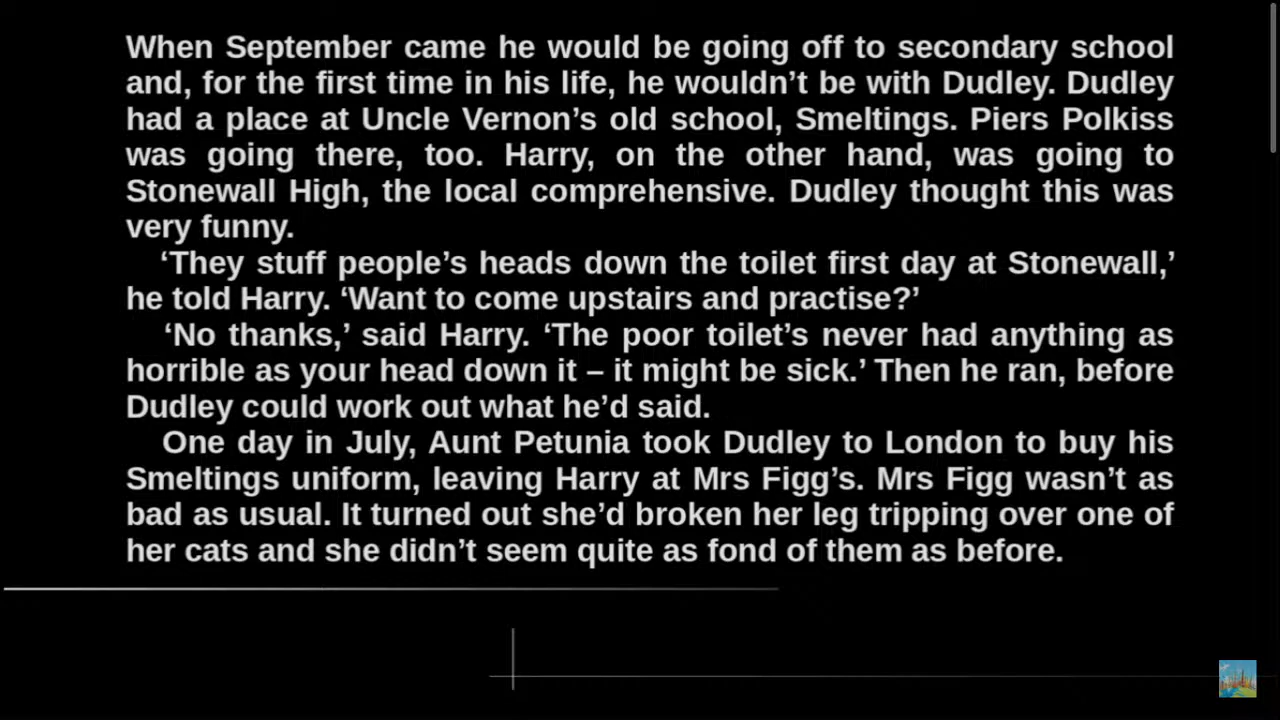 When September came he would be going off to secondary school
and, for the first time in his life, he wouldn’t be with Dudley. Dudley
had a place at Uncle Vernon’s old school, Smeltings. Piers Polkiss
was going there, too. Harry, on the other hand, was going to
Stonewall High, the local comprehensive. Dudley thought this was
very funny.
‘They stuff people’s heads down the toilet first day at Stonewall,’
he told Harry. ‘Want to come upstairs and practise?’
‘No thanks,’ said Harry. ‘The poor toilet’s never had anything as
horrible as your head down it – it might be sick.’ Then he ran, before
Dudley could work out what he’d said.
One day in July, Aunt Petunia took Dudley to London to buy his
Smeltings uniform, leaving Harry at Mrs Figg’s. Mrs Figg wasn’t as
bad as usual. It turned out she’d broken her leg tripping over one of
her cats and she didn’t seem quite as fond of them as before.